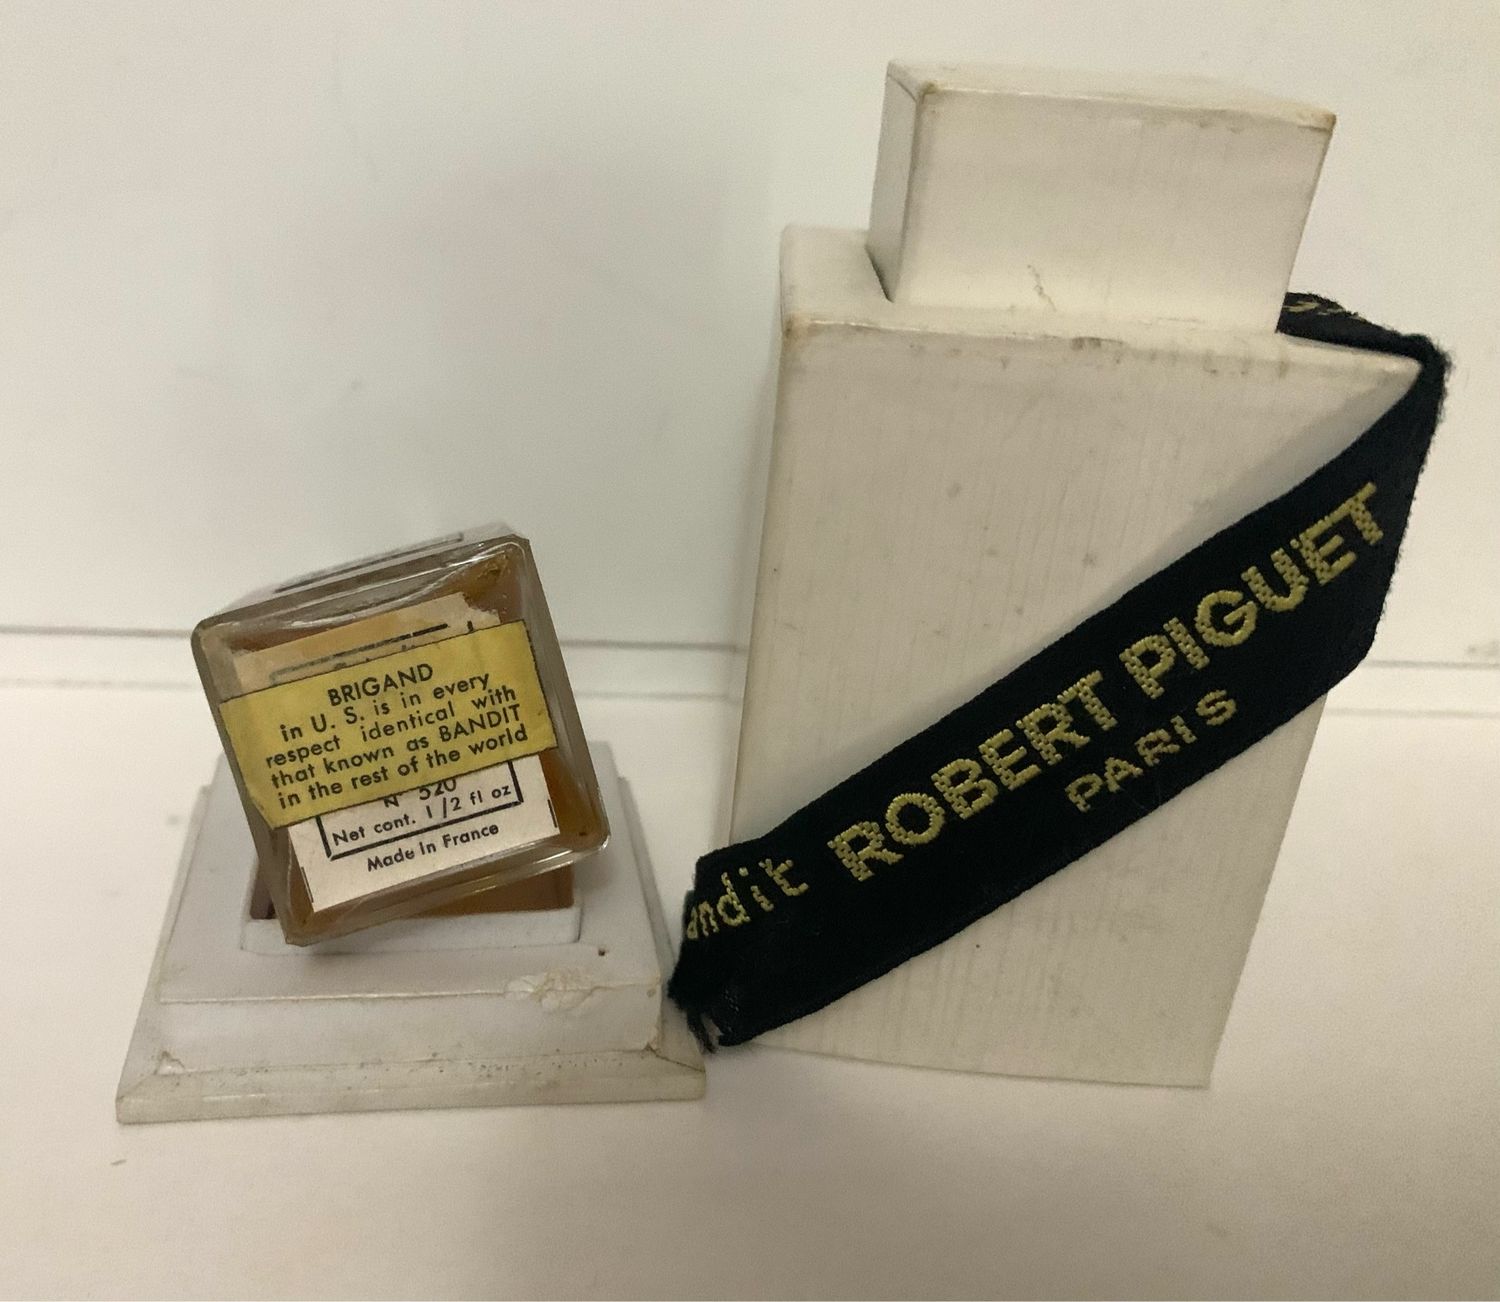 BRIGAND
in U. S. is in every
respect identical with
that known as BANDIT
in the rest of the world
N° 520
Net cont. 1/2 fl oz
Made in France
andit ROBERT PIGUET
PARIS